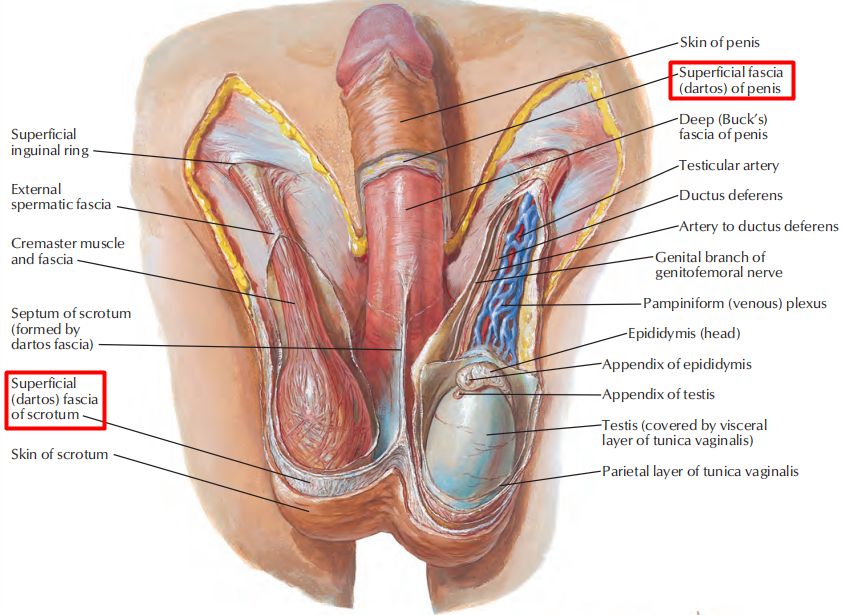 Skin of penis
Superficial fascia
(dartos) of penis
Deep (Buck's)
fascia of penis
Testicular artery
Ductus deferens
Artery to ductus deferens
Genital branch of
genitofemoral nerve
Pampiniform (venous) plexus
Epididymis (head)
Appendix of epididymis
Appendix of testis
Testis (covered by visceral
layer of tunica vaginalis)
Parietal layer of tunica vaginalis
Superficial
inguinal ring
External
spermatic fascia
Cremaster muscle
and fascia
Septum of scrotum
(formed by
dartos fascia)
Superficial
(dartos) fascia
of scrotum
Skin of scrotum